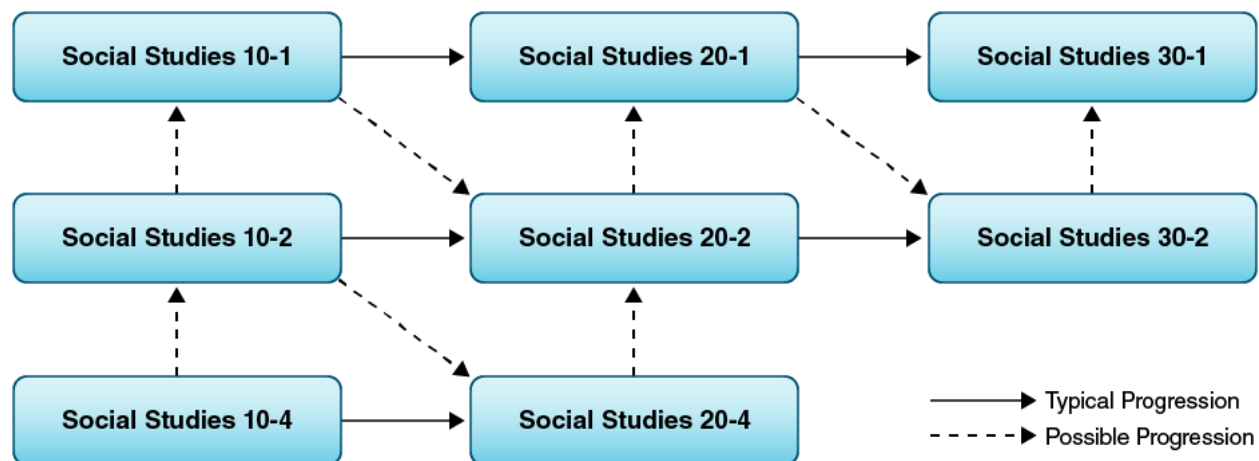 Social Studies 10-1
Social Studies 20-1
Social Studies 30-1
Social Studies 10-2
Social Studies 20-2
Social Studies 30-2
Social Studies 10-4
Social Studies 20-4
Typical Progression
Possible Progression